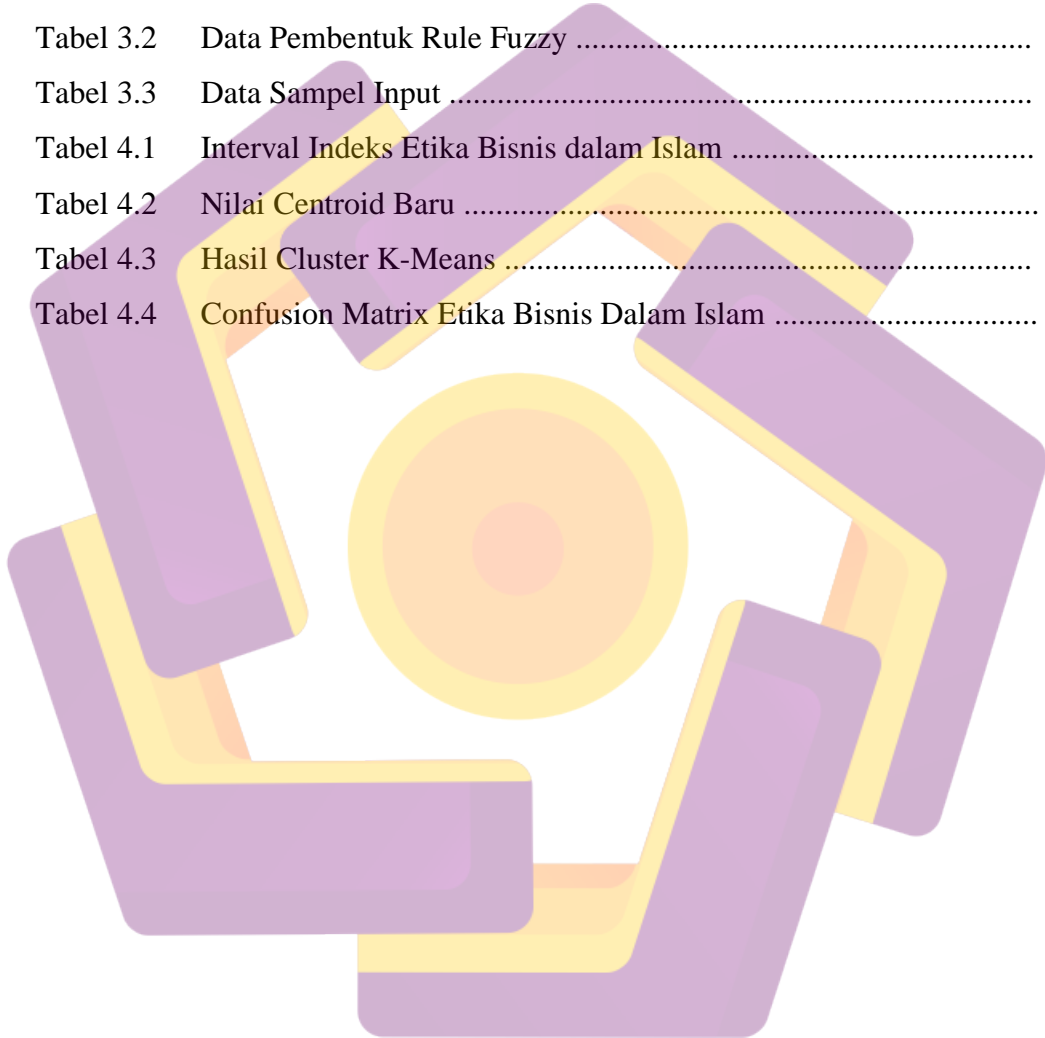 Tabel 3.2 Data Pembentuk Rule Fuzzy ........................................................
Tabel 3.3 Data Sampel Input ........................................................................
Tabel 4.1 Interval Indeks Etika Bisnis dalam Islam .....................................
Tabel 4.2 Nilai Centroid Baru .......................................................................
Tabel 4.3 Hasil Cluster K-Means .................................................................
Tabel 4.4 Confusion Matrix Etika Bisnis Dalam Islam ................................